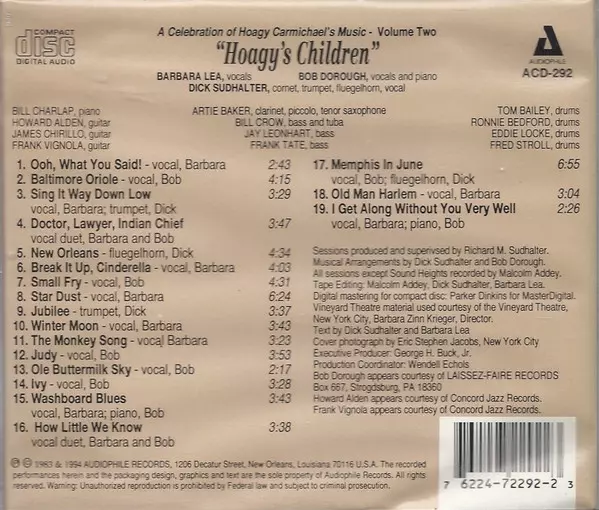 COMPACT
disc
DIGITAL AUDIO
A Celebration of Hoagy Carmichael's Music - Volume Two
"Hoagy's Children"
BARBARA LEA, vocals BOB DOROUGH, vocals and piano
DICK SUDHALTER, cornet, trumpet, fluegelhorn, vocal
AUDIOPHILE
ACD-292
BILL CHARLAP, piano ARTIE BAKER, clarinet, piccolo, tenor saxophone TOM BAILEY, drums
HOWARD ALDEN, guitar BILL CROW, bass and tuba RONNIE BEDFORD, drums
JAMES CHIRILLO, guitar JAY LEONHART, bass EDDIE LOCKE, drums
FRANK VIGNOLA, guitar FRANK TATE, bass FRED STROLL, drums
1. Ooh, What You Said! - vocal, Barbara 2:43
2. Baltimore Oriole - vocal, Bob 4:15
3. Sing It Way Down Low 3:29
vocal, Barbara; trumpet, Dick
4. Doctor, Lawyer, Indian Chief 3:47
vocal duet, Barbara and Bob
5. New Orleans - fluegelhorn, Dick 4:34
6. Break It Up, Cinderella - vocal, Barbara 4:03
7. Small Fry - vocal, Bob 4:31
8. Star Dust - vocal, Barbara 6:24
9. Jubilee - trumpet, Dick 3:37
10. Winter Moon - vocal, Barbara 3:43
11. The Monkey Song - vocal, Barbara 3:23
12. Judy - vocal, Bob 3:53
13. Ole Buttermilk Sky - vocal, Bob 2:17
14. Ivy - vocal, Bob 3:28
15. Washboard Blues 3:43
vocal, Barbara; piano, Bob
16. How Little We Know 3:38
vocal duet, Barbara and Bob
17. Memphis In June 6:55
vocal, Bob; fluegelhorn, Dick
18. Old Man Harlem - vocal, Barbara 3:04
19. I Get Along Without You Very Well 2:26
vocal, Barbara; piano, Bob
Sessions produced and superivsed by Richard M. Sudhalter.
Musical Arrangements by Dick Sudhalter and Bob Dorough.
All sessions except Sound Heights recorded by Malcolm Addey.
Tape Editing: Malcolm Addey, Dick Sudhalter, Barbara Lea.
Digital mastering for compact disc: Parker Dinkins for MasterDigital.
Vineyard Theatre material used courtesy of the Vineyard Theatre,
New York City, Barbara Zinn Krieger, Director.
Text by Dick Sudhalter and Barbara Lea
Cover photograph by Eric Stephen Jacobs, New York City
Executive Producer: George H. Buck, Jr.
Production Coordinator: Wendell Echols
Bob Dorough appears courtesy of LAISSEZ-FAIRE RECORDS
Box 667, Strogdsburg, PA 18360
Howard Alden appears courtesy of Concord Jazz Records.
Frank Vignola appears courtesy of Concord Jazz Records.
℗ © 1983 & 1994 AUDIOPHILE RECORDS, 1206 Decatur Street, New Orleans, Louisiana 70116 U.S.A. The recorded
performances herein and the packaging design, graphics and text are the sole property of Audiophile Records. All rights
reserved. Warning: Unauthorized reproduction is prohibited by Federal law and subject to criminal prosecution.
7 6224-72292-2 3